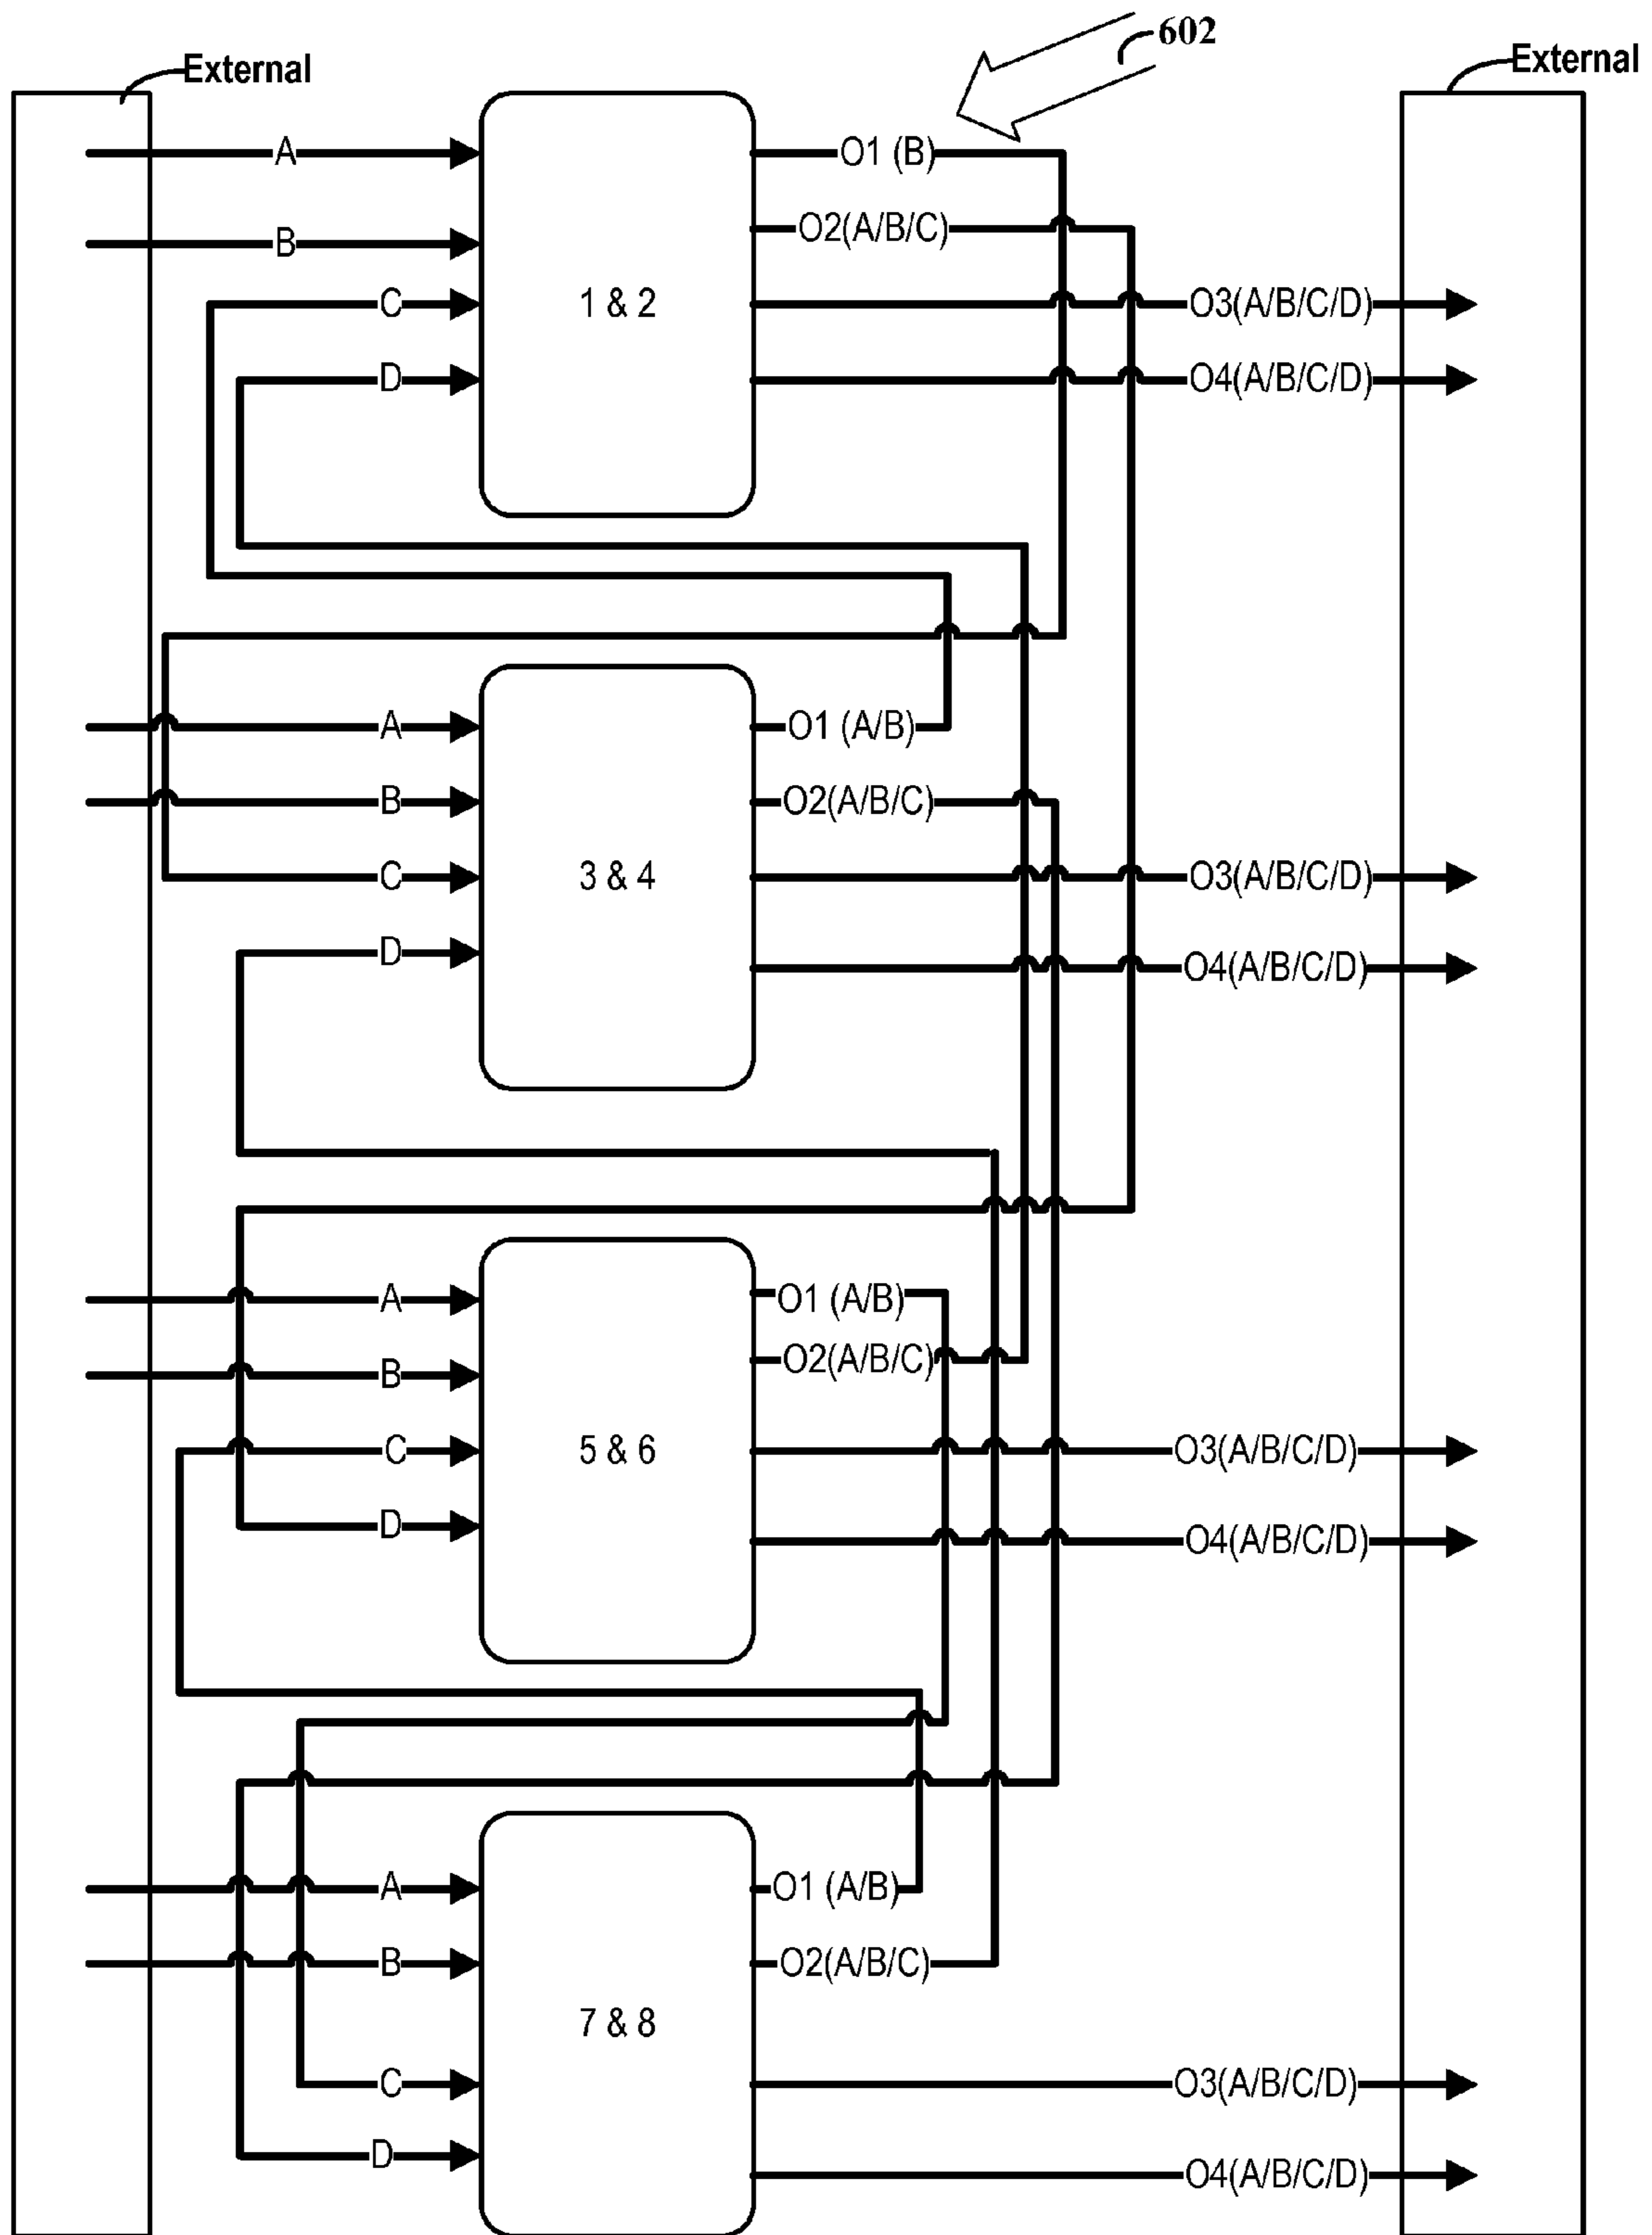 602
External
External
A
O1 (B)
B
O2(A/B/C)
C
1 & 2
O3(A/B/C/D)
D
O4(A/B/C/D)
A
O1 (A/B)
B
O2(A/B/C)
C
3 & 4
O3(A/B/C/D)
D
O4(A/B/C/D)
A
O1 (A/B)
B
O2(A/B/C)
C
5 & 6
O3(A/B/C/D)
D
O4(A/B/C/D)
A
O1 (A/B)
B
O2(A/B/C)
7 & 8
C
O3(A/B/C/D)
D
O4(A/B/C/D)